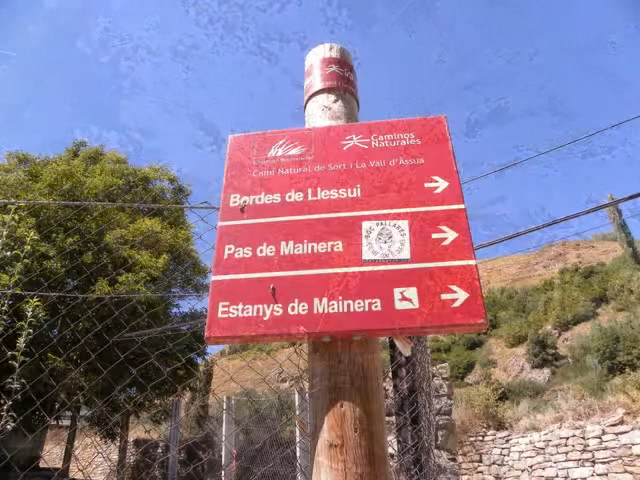 Caminos
Naturales
Camí Natural de Sort i La Vall d'Àssua
Bordes de Llessui
Pas de Mainera
Estanys de Mainera